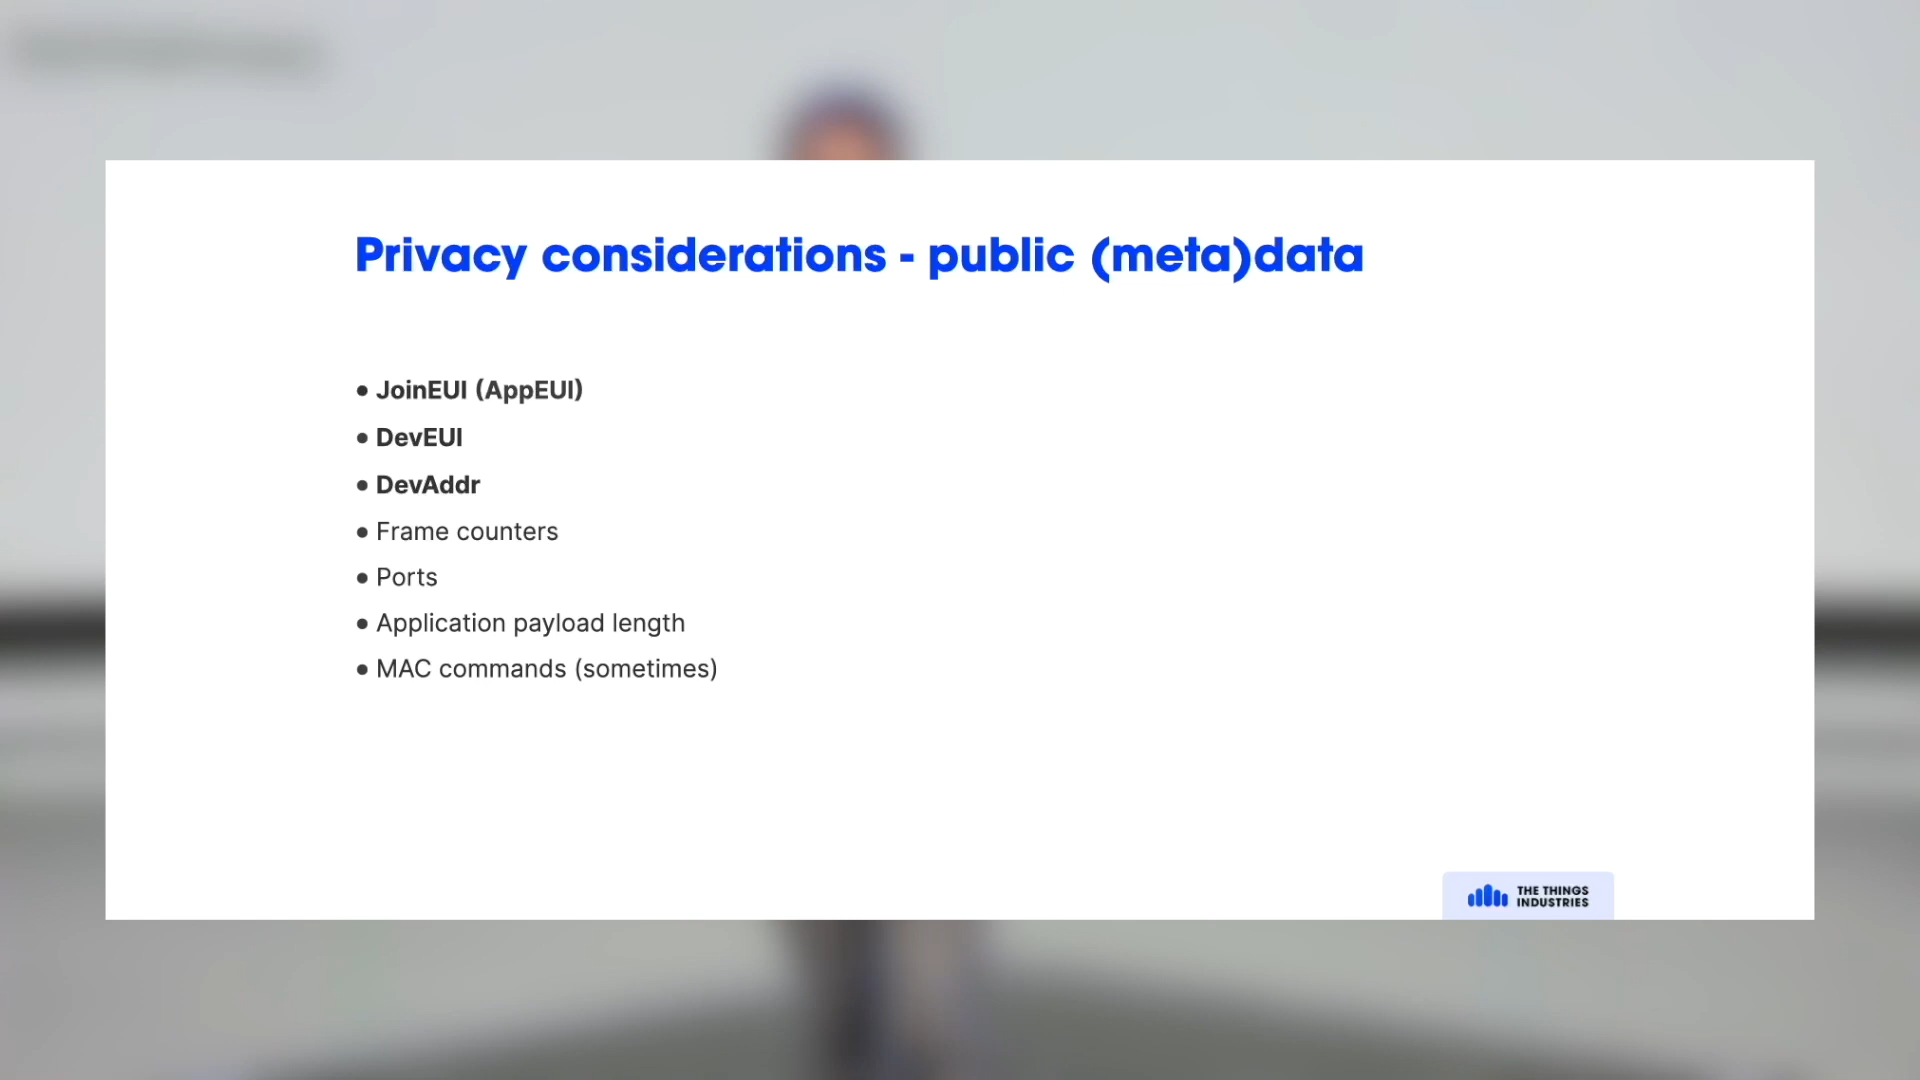 Privacy considerations - public (meta)data
• JoinEUI (AppEUI)
• DevEUI
• DevAddr
• Frame counters
• Ports
• Application payload length
• MAC commands (sometimes)
THE THINGS
INDUSTRIES